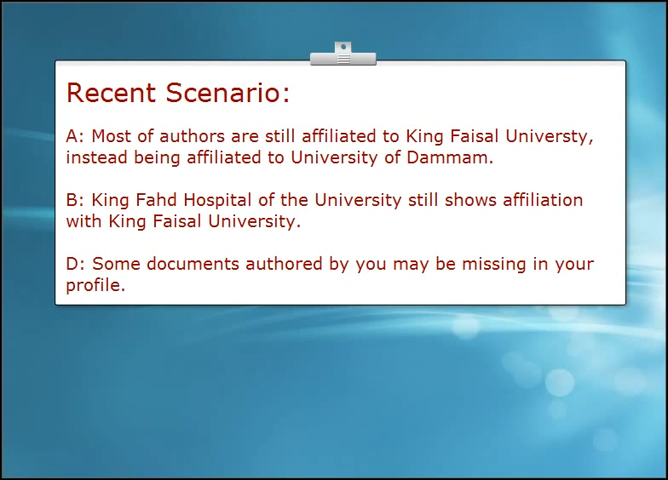 Recent Scenario:
A: Most of authors are still affiliated to King Faisal Universty,
instead being affiliated to University of Dammam.
B: King Fahd Hospital of the University still shows affiliation
with King Faisal University.
D: Some documents authored by you may be missing in your
profile.